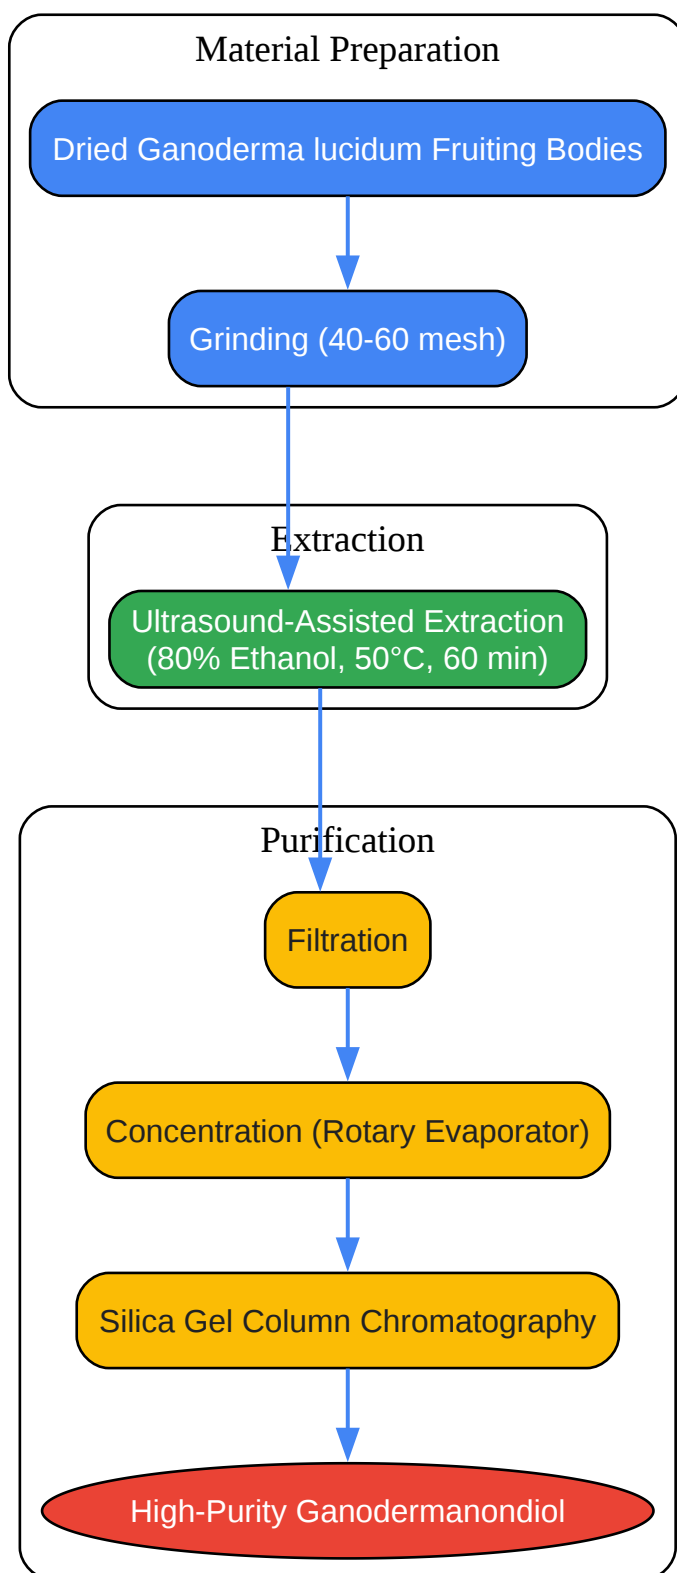 Material Preparation
Dried Ganoderma lucidum Fruiting Bodies
Grinding (40-60 mesh)
Extraction
Ultrasound-Assisted Extraction
(80% Ethanol, 50°C, 60 min)
Purification
Filtration
Concentration (Rotary Evaporator)
Silica Gel Column Chromatography
High-Purity Ganodermanondiol